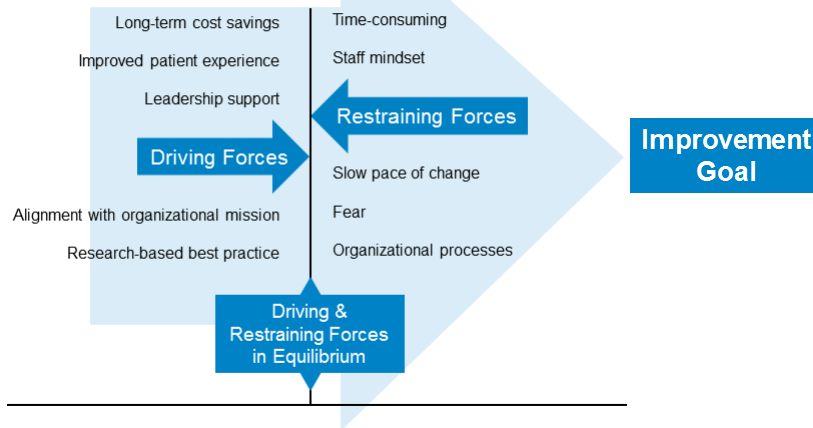 Long-term cost savings
Improved patient experience
Leadership support
Driving Forces
Alignment with organizational mission
Research-based best practice
Time-consuming
Staff mindset
Restraining Forces
Slow pace of change
Fear
Organizational processes
Driving &
Restraining Forces
in Equilibrium
Improvement
Goal